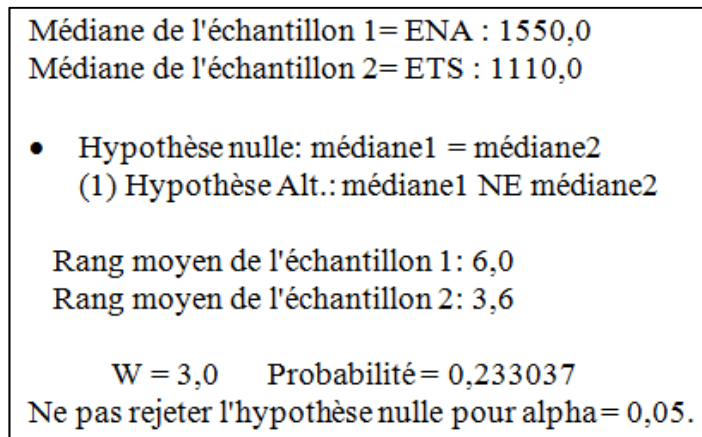 Médiane de l'échantillon 1= ENA : 1550,0
Médiane de l'échantillon 2= ETS : 1110,0
• Hypothèse nulle: médiane1 = médiane2
(1) Hypothèse Alt.: médiane1 NE médiane2
Rang moyen de l'échantillon 1: 6,0
Rang moyen de l'échantillon 2: 3,6
W = 3,0 Probabilité = 0,233037
Ne pas rejeter l'hypothèse nulle pour alpha = 0,05.